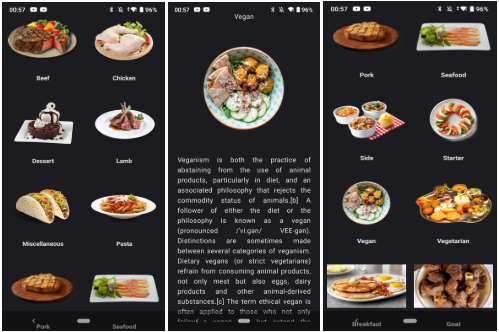 00:57
96%
Beef
Chicken
Dessert
Lamb
Miscellaneous
Pasta
Pork
Seafood
00:57
96%
Vegan
Veganism is both the practice of
abstaining from the use of animal
products, particularly in diet, and an
associated philosophy that rejects the
commodity status of animals.[b] A
follower of either the diet or the
philosophy is known as a vegan
(pronounced /ˈviːɡən/ VEE-gən).
Distinctions are sometimes made
between several categories of veganism.
Dietary vegans (or strict vegetarians)
refrain from consuming animal products,
not only meat but also eggs, dairy
products and other animal-derived
substances.[c] The term ethical vegan is
often applied to those who not only
follow a vegan but extend the
00:57
96%
Pork
Seafood
Side
Starter
Vegan
Vegetarian
Breakfast
Goat